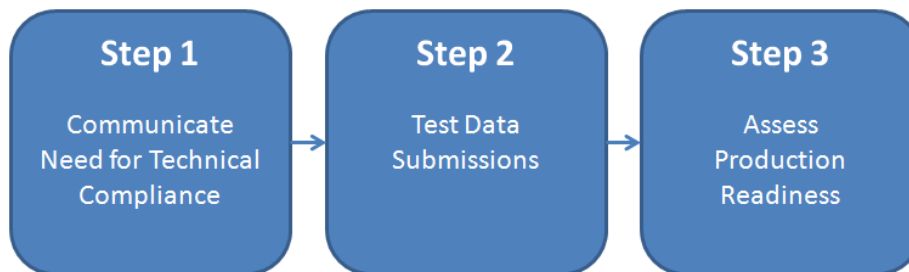 Step 1
Communicate
Need for Technical
Compliance
Step 2
Test Data
Submissions
Step 3
Assess
Production
Readiness